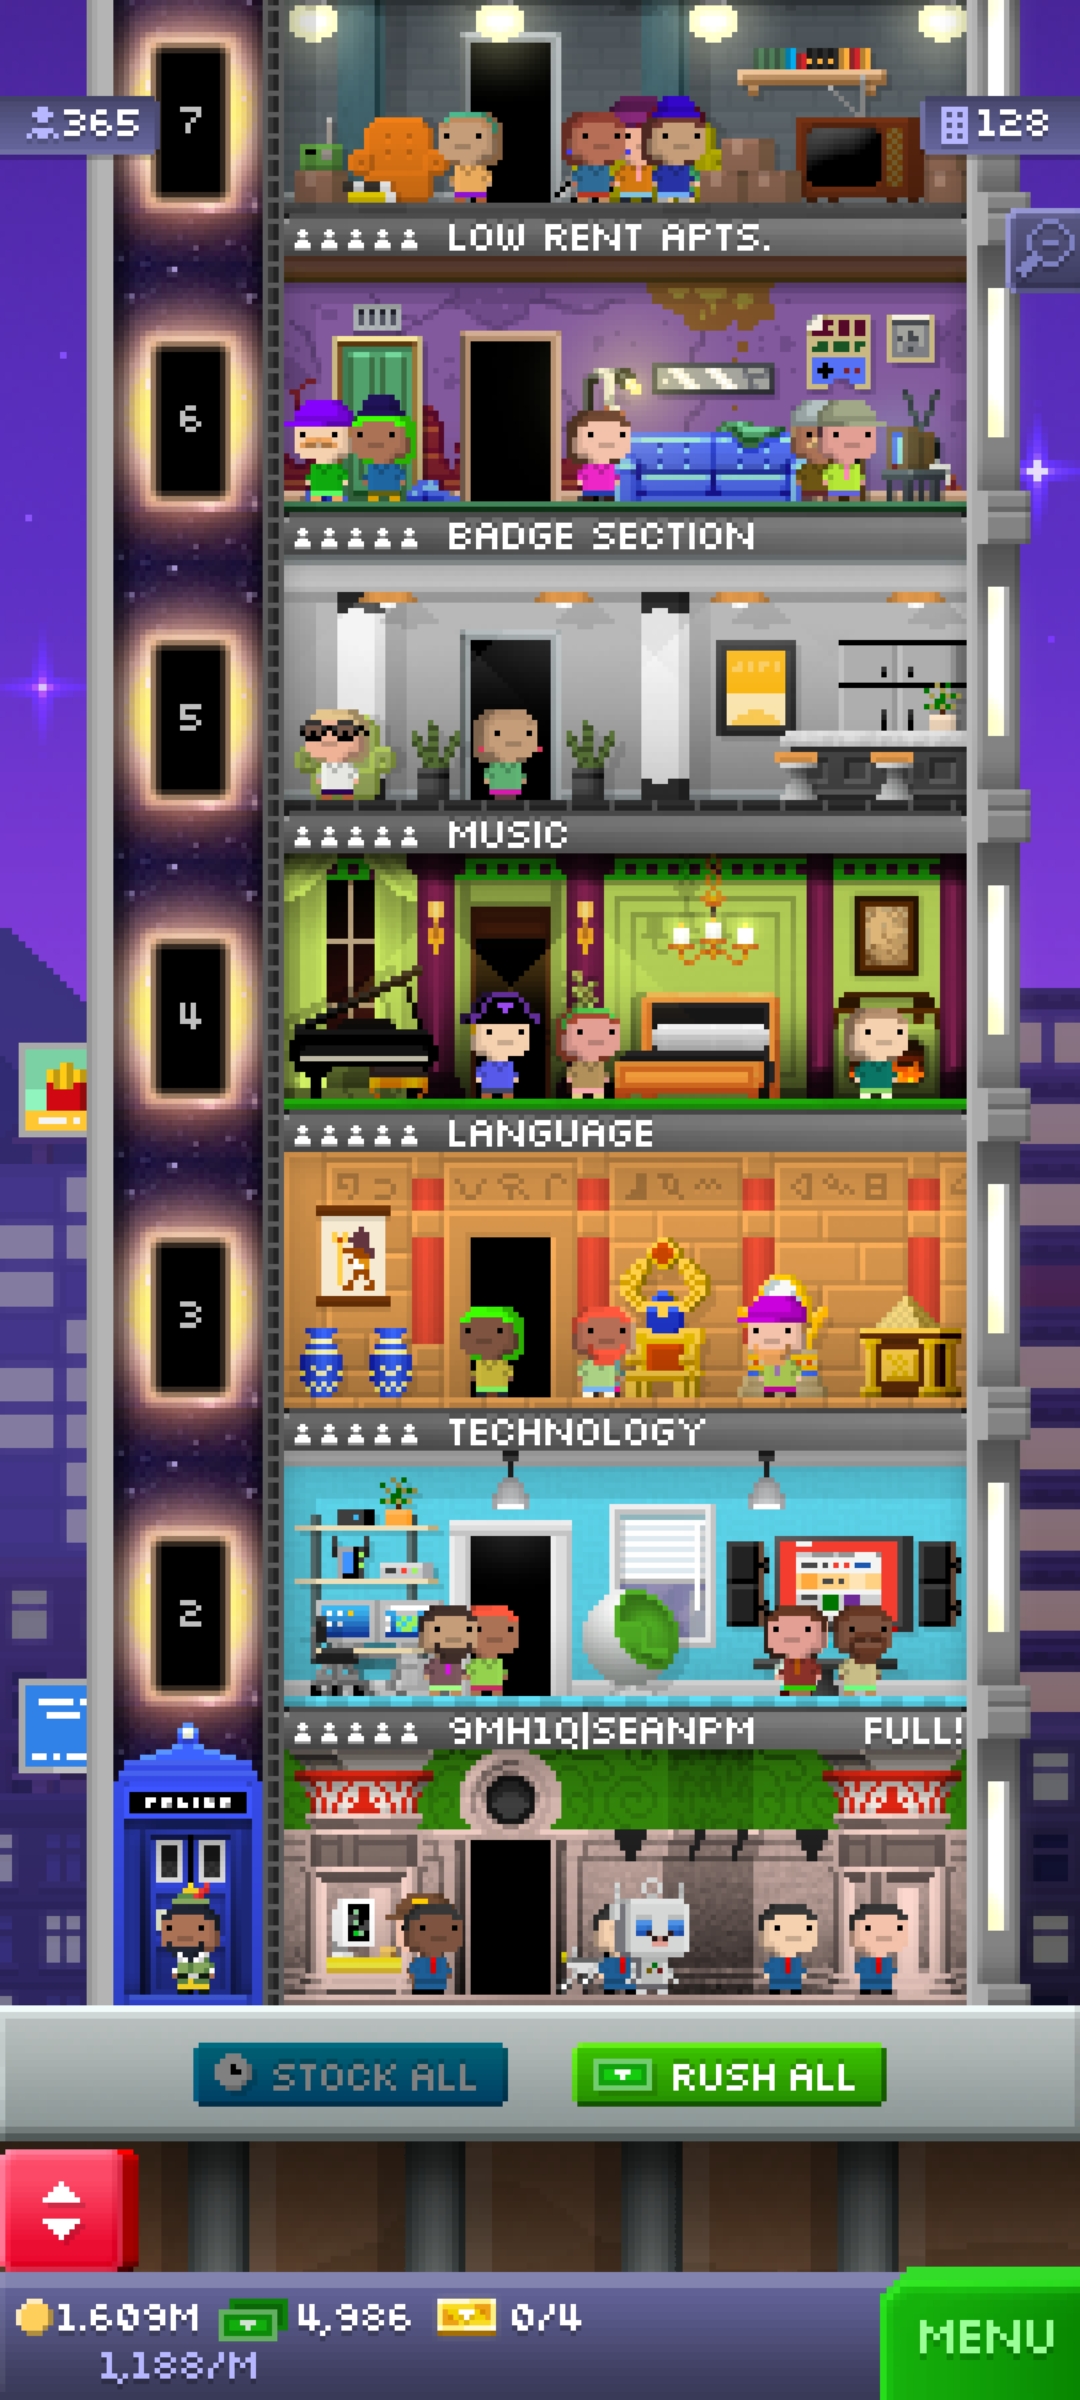 7
365
128
LOW RENT APTS.
6
BADGE SECTION
5
MUSIC
4
LANGUAGE
3
TECHNOLOGY
2
9MH1Q|SEANPM FULL!
POLICE
STOCK ALL
RUSH ALL
1.609M 4,986 0/4
1,188/M
MENU